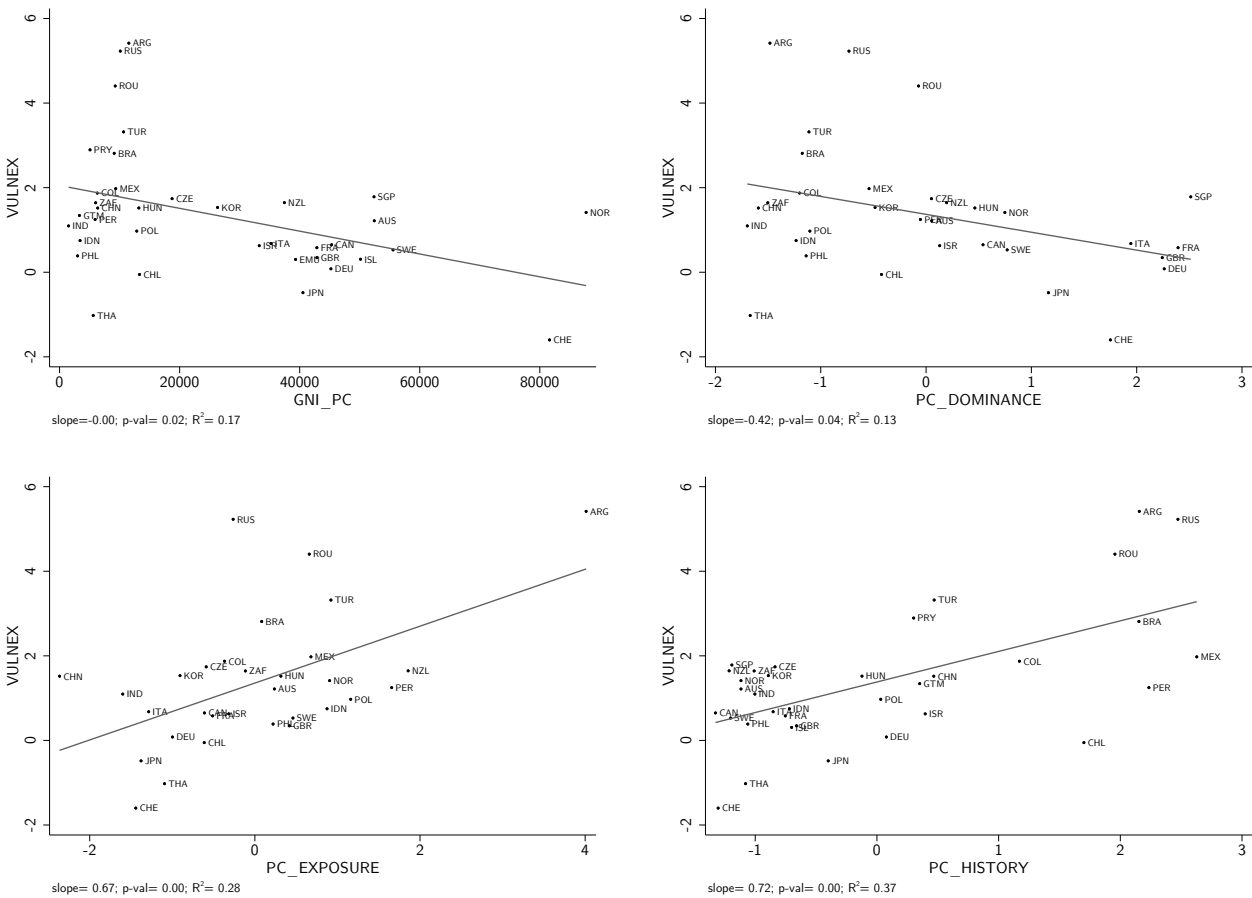 6
4
2
0
-2
VULNEX
ARG
RUS
ROU
TUR
PRY
BRA
MEX
COL
ZAF
CHN
GTM
PER
IND
IDN
PHL
CZE
HUN
POL
CHL
THA
KOR
NZL
ISR
ITA
EMU
FRA
CAN
GBR
DEU
JPN
SGP
AUS
SWE
ISL
NOR
CHE
0 20000 40000 60000 80000
GNI_PC
slope=-0.00; p-val= 0.02; R²= 0.17
6
4
2
0
-2
VULNEX
ARG
RUS
ROU
TUR
BRA
COL
ZAF
CHN
IND
POL
IDN
PHL
THA
MEX
KOR
CHL
CZE
NZL
PER
AUS
HUN
NOR
ISR
CAN
SWE
JPN
ITA
SGP
FRA
GBR
DEU
CHE
-2 -1 0 1 2 3
PC_DOMINANCE
slope=-0.42; p-val= 0.04; R²= 0.13
6
4
2
0
-2
VULNEX
ARG
RUS
ROU
TUR
BRA
MEX
COL
CZE
ZAF
KOR
HUN
CHN
AUS
NOR
NZL
PER
POL
IND
IDN
ITA
CAN
FRA
ISR
SWE
PHL
GBR
DEU
CHL
JPN
THA
CHE
-2 0 2 4
PC_EXPOSURE
slope= 0.67; p-val= 0.00; R²= 0.28
6
4
2
0
-2
VULNEX
ARG
RUS
ROU
TUR
PRY
BRA
MEX
COL
SGP
NZL
ZAF
CZE
KOR
NOR
AUS
IND
HUN
CHN
GTM
PER
POL
CAN
SWE
PHL
ITA
IDN
FRA
GBR
ISL
ISR
DEU
CHL
JPN
THA
CHE
-1 0 1 2 3
PC_HISTORY
slope= 0.72; p-val= 0.00; R²= 0.37